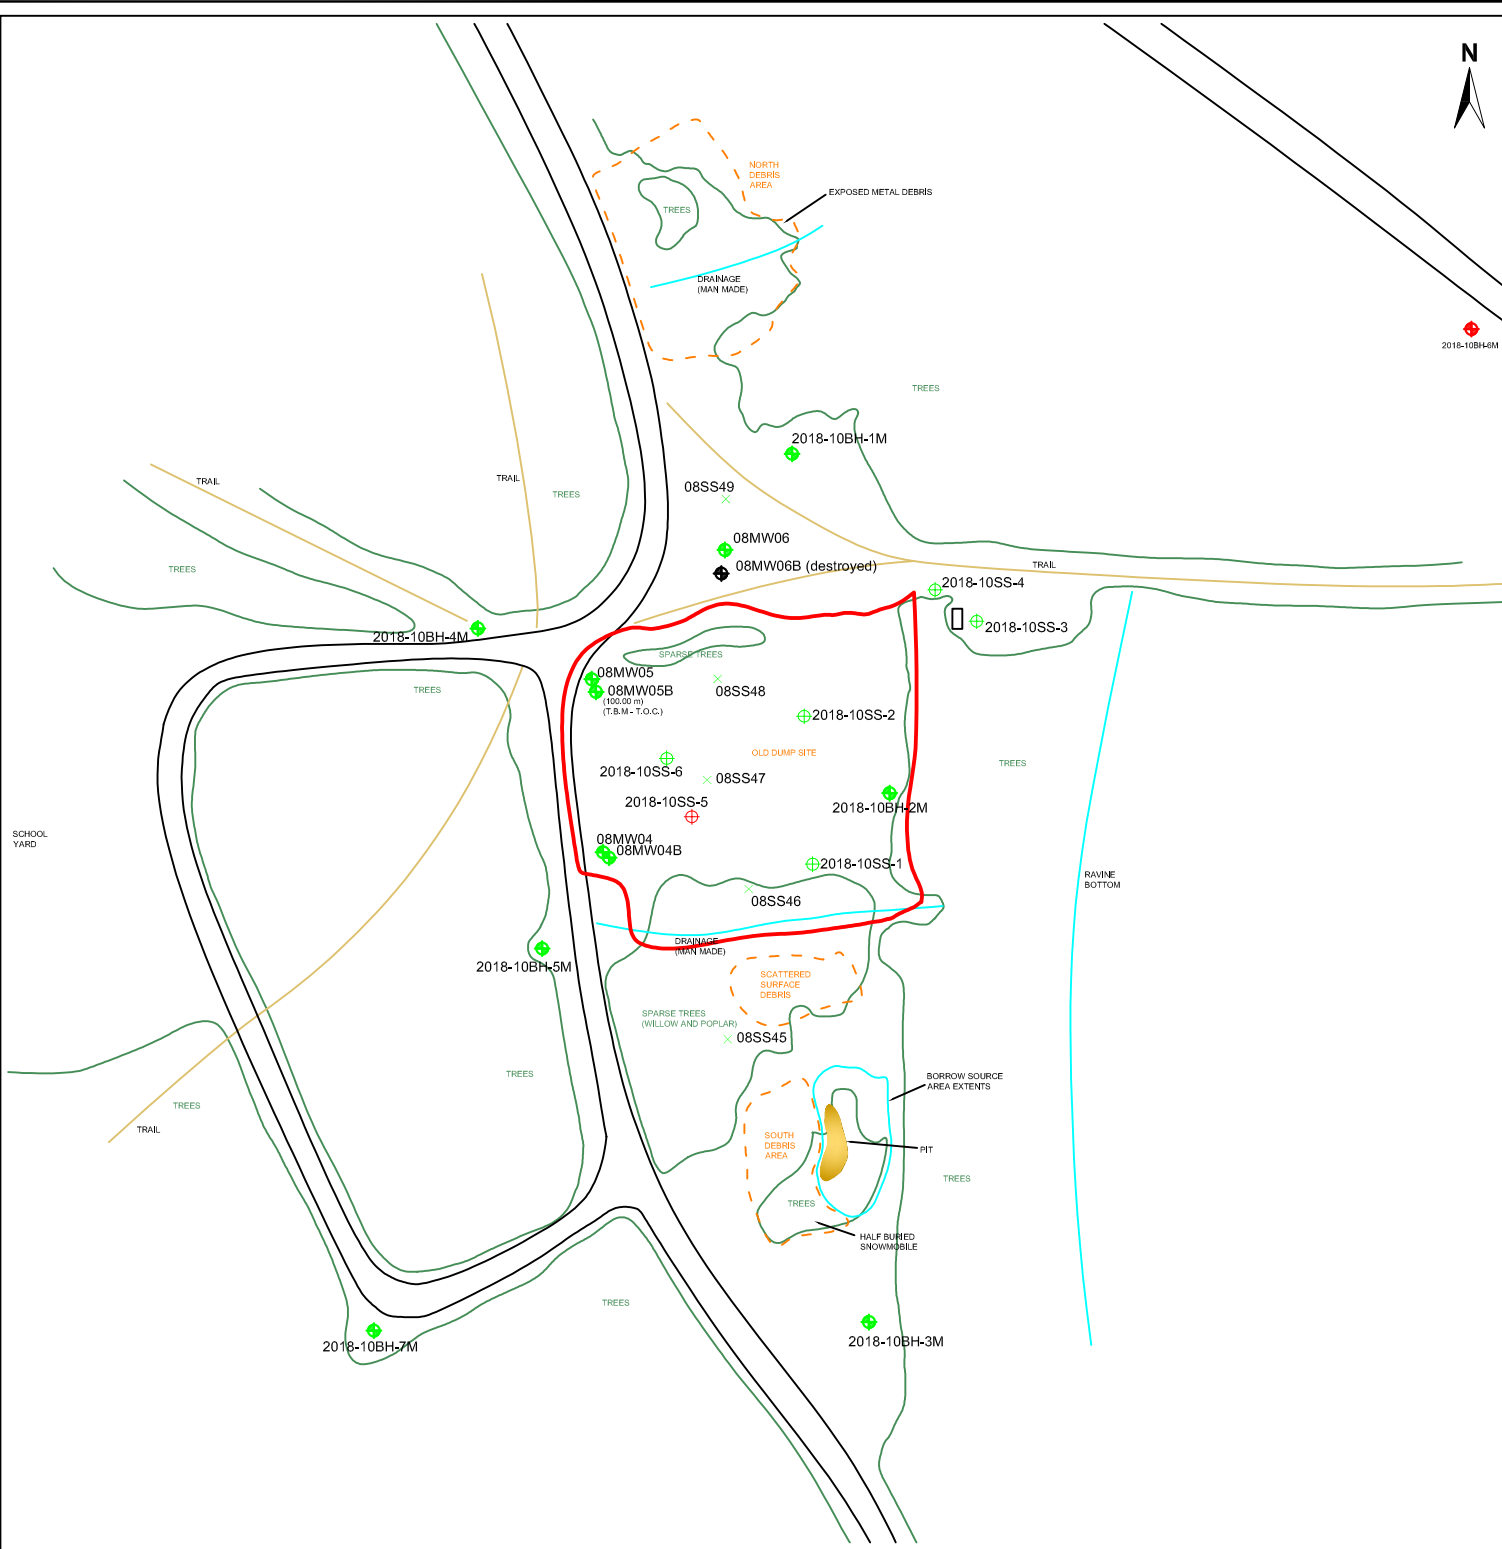 N
NORTH
DEBRIS
AREA
EXPOSED METAL DEBRIS
TREES
DRAINAGE
(MAN MADE)
2018-10BH-6M
TREES
2018-10BH-1M
TRAIL
TRAIL
TREES
08SS49
08MW06
08MW06B (destroyed)
TRAIL
TREES
2018-10SS-4
2018-10SS-3
2018-10BH-4M
SPARSE TREES
08MW05
08MW05B
(100.00 m)
(T.B.M - T.O.C.)
08SS48
TREES
2018-10SS-2
OLD DUMP SITE
TREES
2018-10SS-6
08SS47
2018-10SS-5
2018-10BH-2M
SCHOOL
YARD
08MW04
08MW04B
2018-10SS-1
RAVINE
BOTTOM
08SS46
DRAINAGE
(MAN MADE)
2018-10BH-5M
SCATTERED
SURFACE
DEBRIS
SPARSE TREES
(WILLOW AND POPLAR)
08SS45
TREES
BORROW SOURCE
AREA EXTENTS
TREES
TRAIL
SOUTH
DEBRIS
AREA
PIT
TREES
TREES
HALF BURIED
SNOWMOBILE
TREES
2018-10BH-7M
2018-10BH-3M